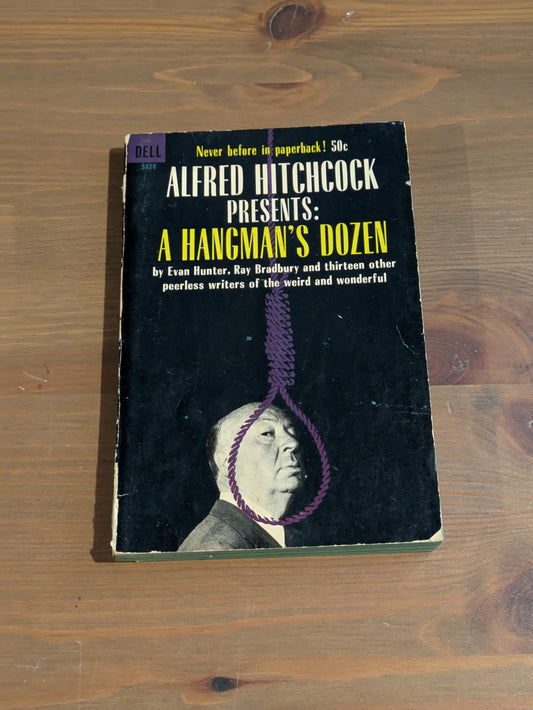 DELL
3428
Never before in paperback! 50c
ALFRED HITCHCOCK
PRESENTS:
A HANGMAN'S DOZEN
by Evan Hunter, Ray Bradbury and thirteen other
peerless writers of the weird and wonderful